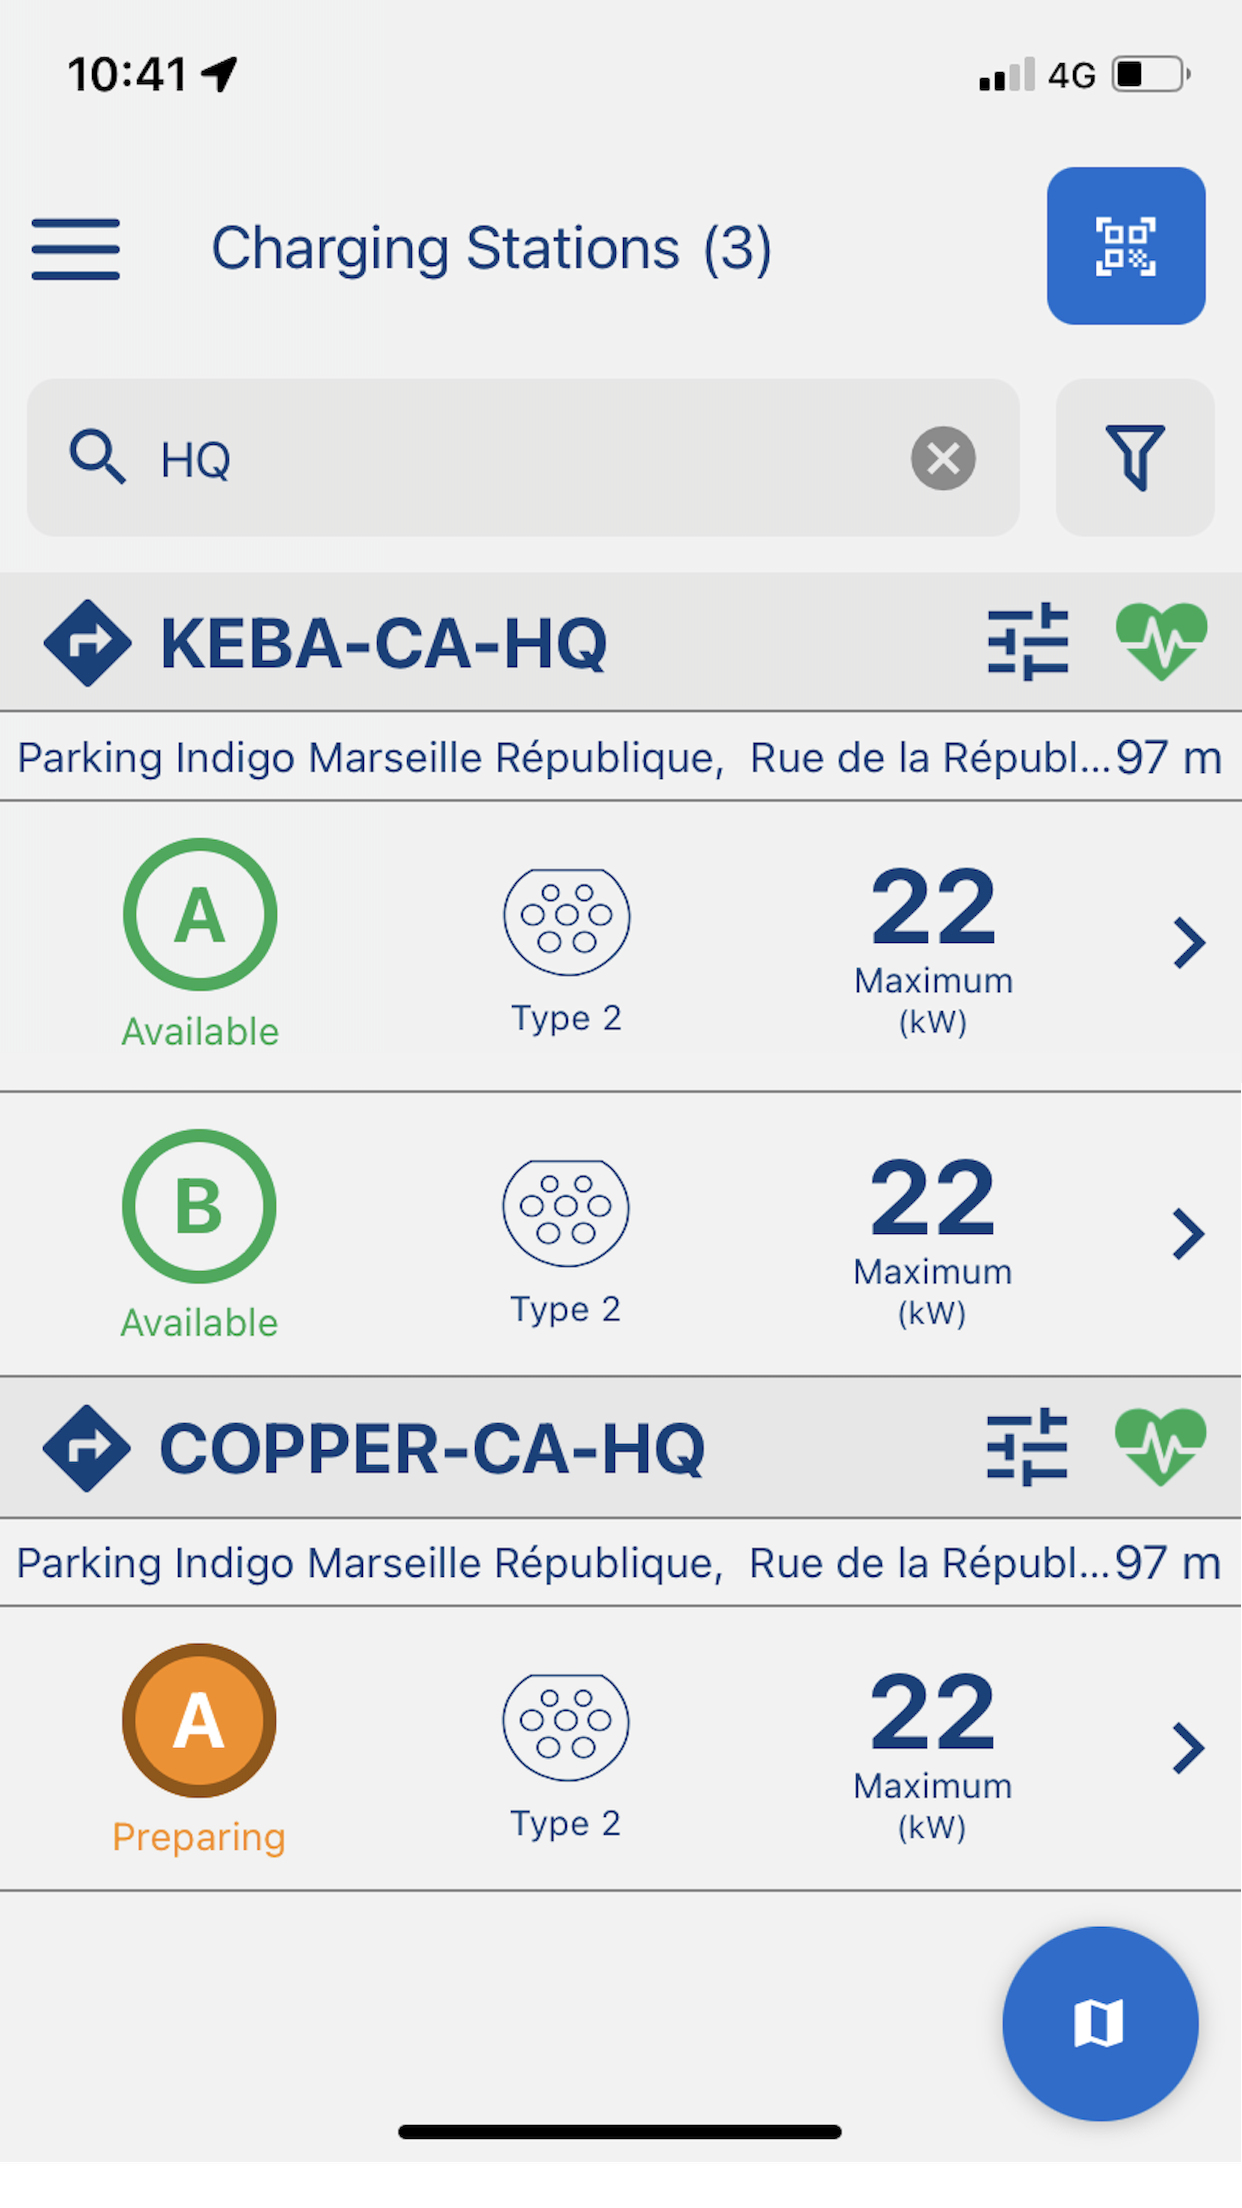 10:41 4G
Charging Stations (3)
HQ
KEBA-CA-HQ
Parking Indigo Marseille République, Rue de la Républ... 97 m
A 22
Maximum
Available Type 2 (kW)
B 22
Maximum
Available Type 2 (kW)
COPPER-CA-HQ
Parking Indigo Marseille République, Rue de la Républ... 97 m
A 22
Maximum
Preparing Type 2 (kW)